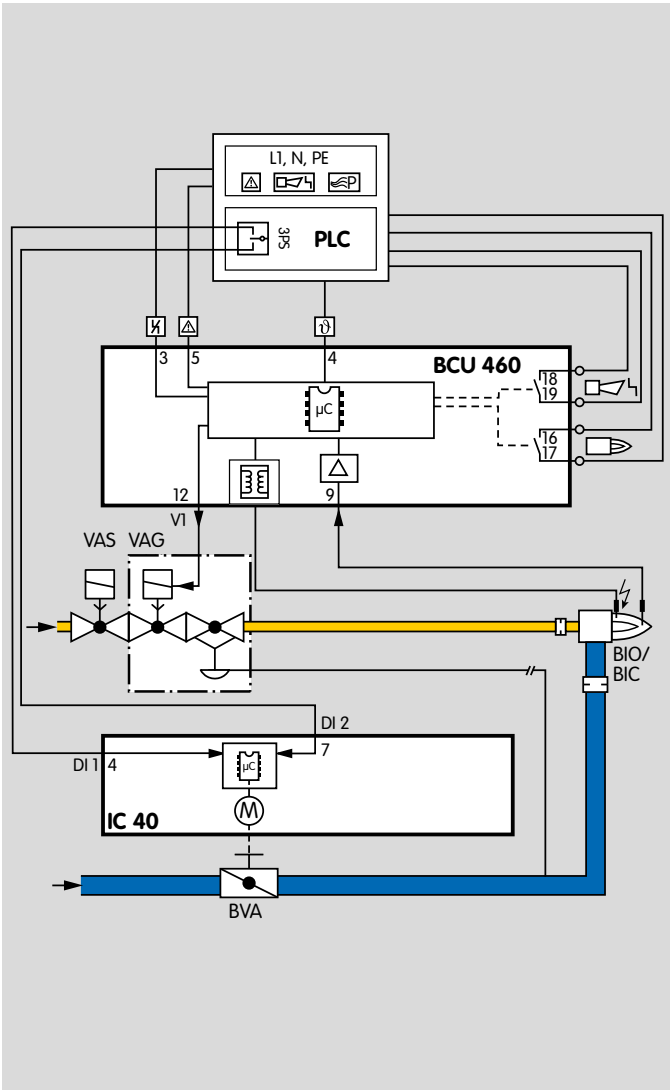 L1, N, PE
P
3PS
PLC
3
5
4
BCU 460
µC
18
19
16
17
12
9
V1
VAS
VAG
BIO/
BIC
DI 2
DI 1
4
7
µC
M
IC 40
BVA